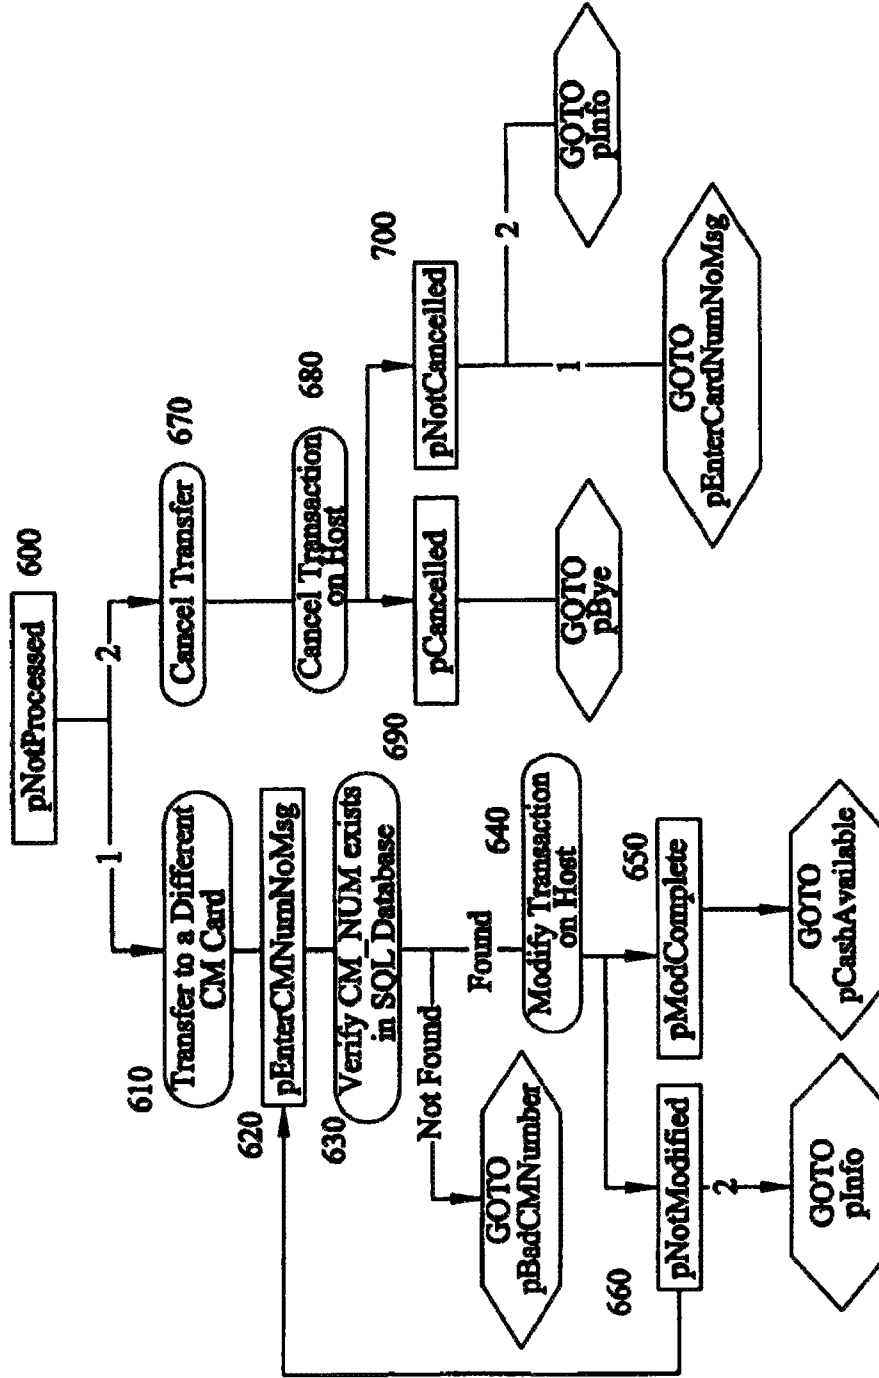 pNotProcessed
600
1
2
610
Transfer to a Different
CM Card
Cancel Transfer
670
620
pEnterCMNumNoMsg
Cancel Transaction
on Host
680
630
Verify CM_NUM exists
in SQL Database
690
pCancelled
pNotCancelled
700
Not Found
Found
1
2
GOTO
pBadCMNumber
640
Modify Transaction
on Host
GOTO
pBye
GOTO
pInfo
660
pNotModified
pModComplete
650
GOTO
pEnterCardNumNoMsg
2
GOTO
pInfo
GOTO
pCashAvailable